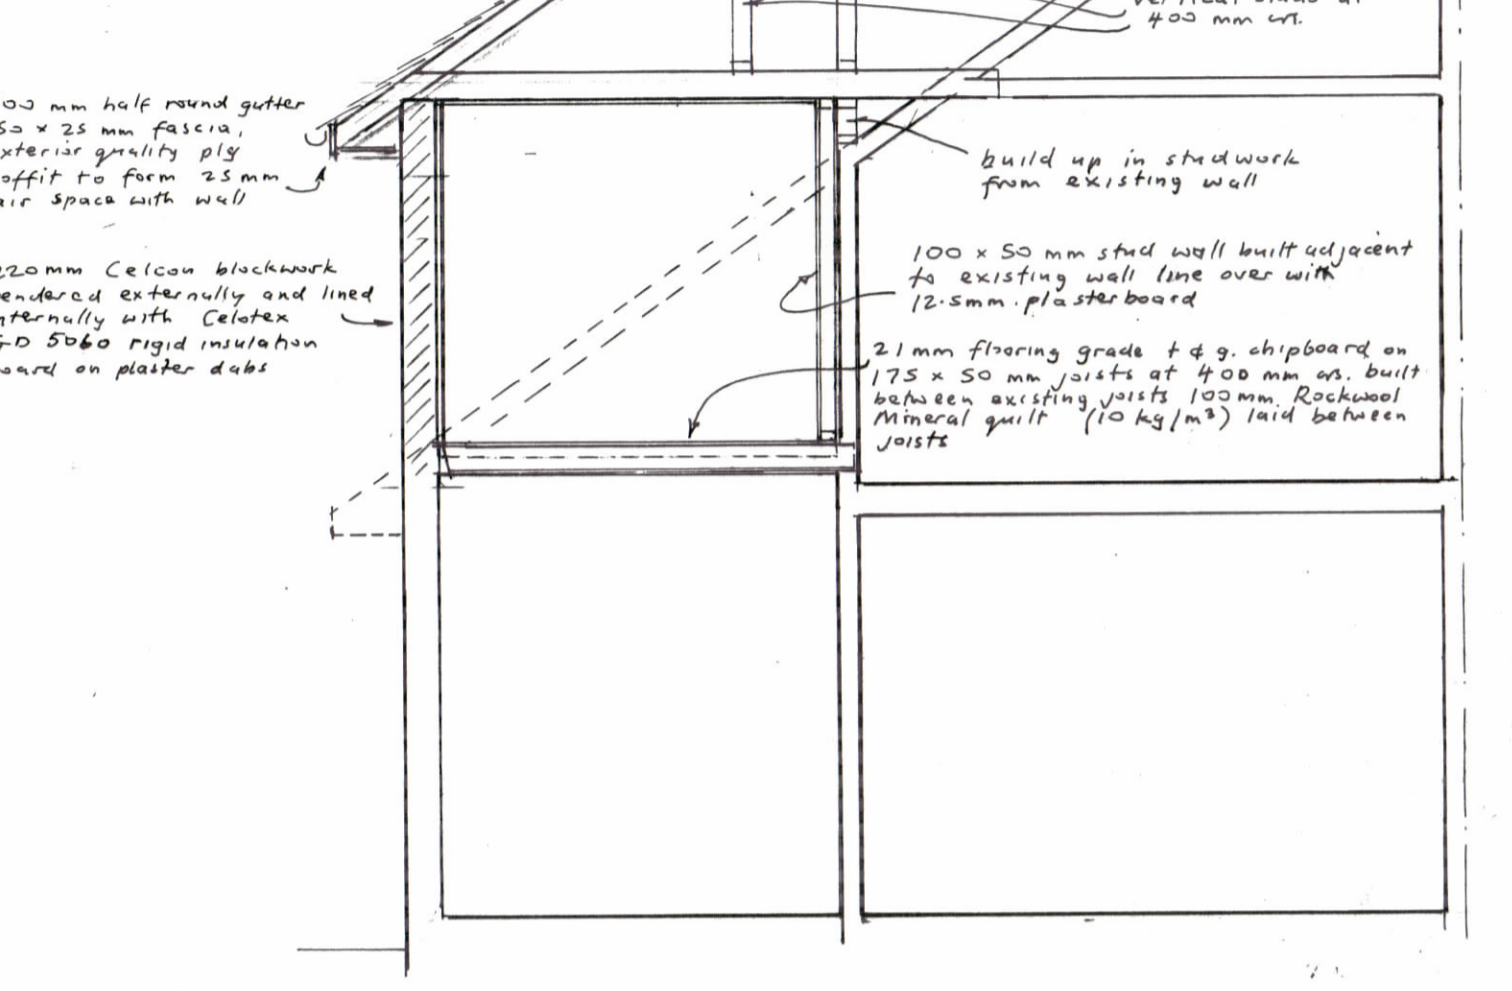 400 mm crs.
00 mm half round gutter
50 x 25 mm fascia,
xterior quality ply
offit to form 25 mm
air space with wall
build up in studwork
from existing wall
100 x 50 mm stud wall built adjacent
to existing wall line over with
12.5mm. plasterboard
220mm Celcon blockwork
endered externally and lined
nternally with Celotex
GD 5060 rigid insulation
oard on plaster dabs
21mm flooring grade t & g. chipboard on
175 x 50 mm joists at 400 mm crs. built
between existing joists 100mm Rockwool
Mineral quilt (10 kg/m³) laid between
joists